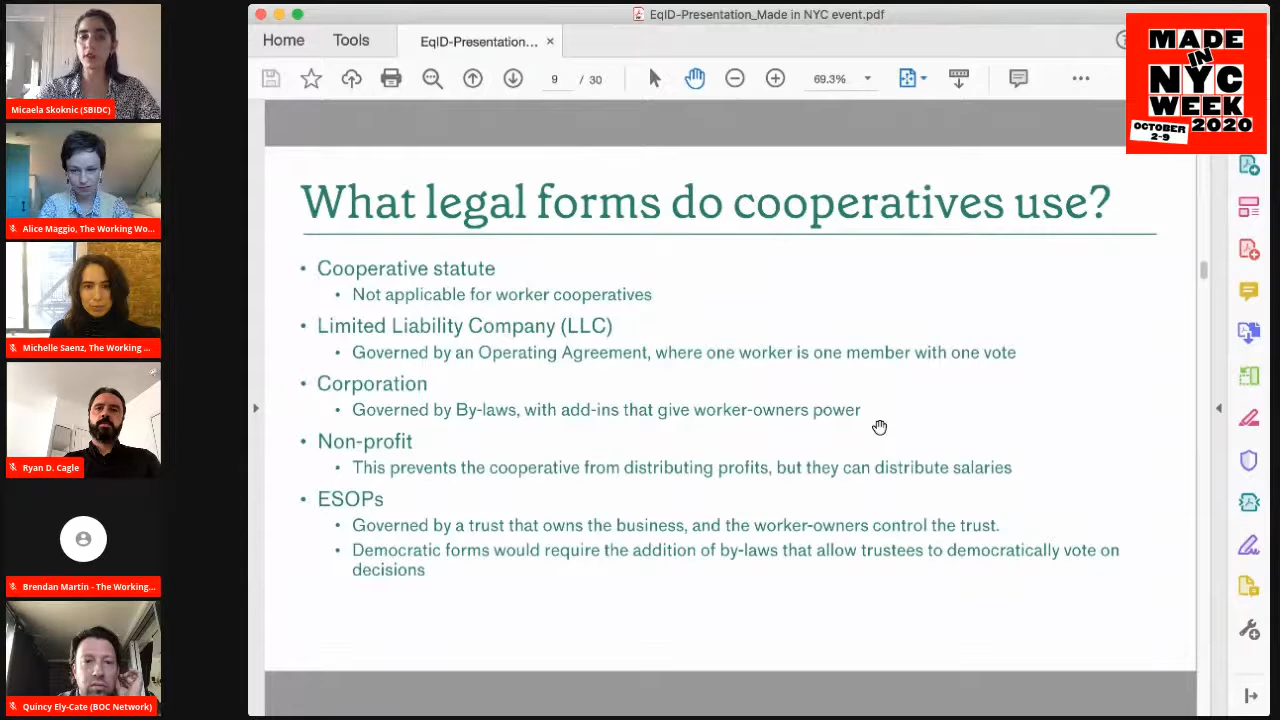 Micaela Skoknic (SBIDC)
Alice Maggio, The Working Wo...
Michelle Saenz, The Working ...
Ryan D. Cagle
Brendan Martin - The Working...
Quincy Ely-Cate (BOC Network)
EqID-Presentation_Made in NYC event.pdf
Home
Tools
EqID-Presentation... ×
9 / 30
69.3%
MADE
IN
NYC
WEEK
2020
OCTOBER
2-9
What legal forms do cooperatives use?
• Cooperative statute
• Not applicable for worker cooperatives
• Limited Liability Company (LLC)
• Governed by an Operating Agreement, where one worker is one member with one vote
• Corporation
• Governed by By-laws, with add-ins that give worker-owners power
• Non-profit
• This prevents the cooperative from distributing profits, but they can distribute salaries
• ESOPs
• Governed by a trust that owns the business, and the worker-owners control the trust.
• Democratic forms would require the addition of by-laws that allow trustees to democratically vote on
decisions